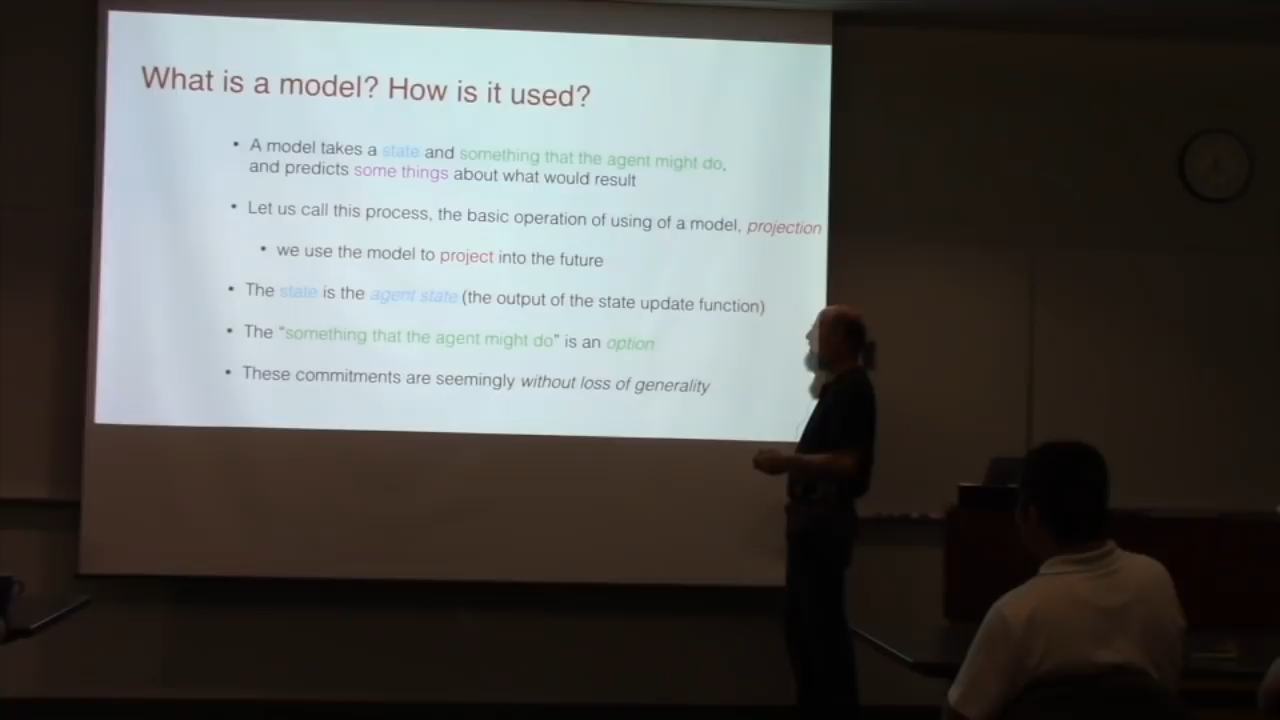 What is a model? How is it used?
• A model takes a state and something that the agent might do,
and predicts some things about what would result
• Let us call this process, the basic operation of using of a model, projection
• we use the model to project into the future
• The state is the agent state (the output of the state update function)
• The “something that the agent might do” is an option
• These commitments are seemingly without loss of generality